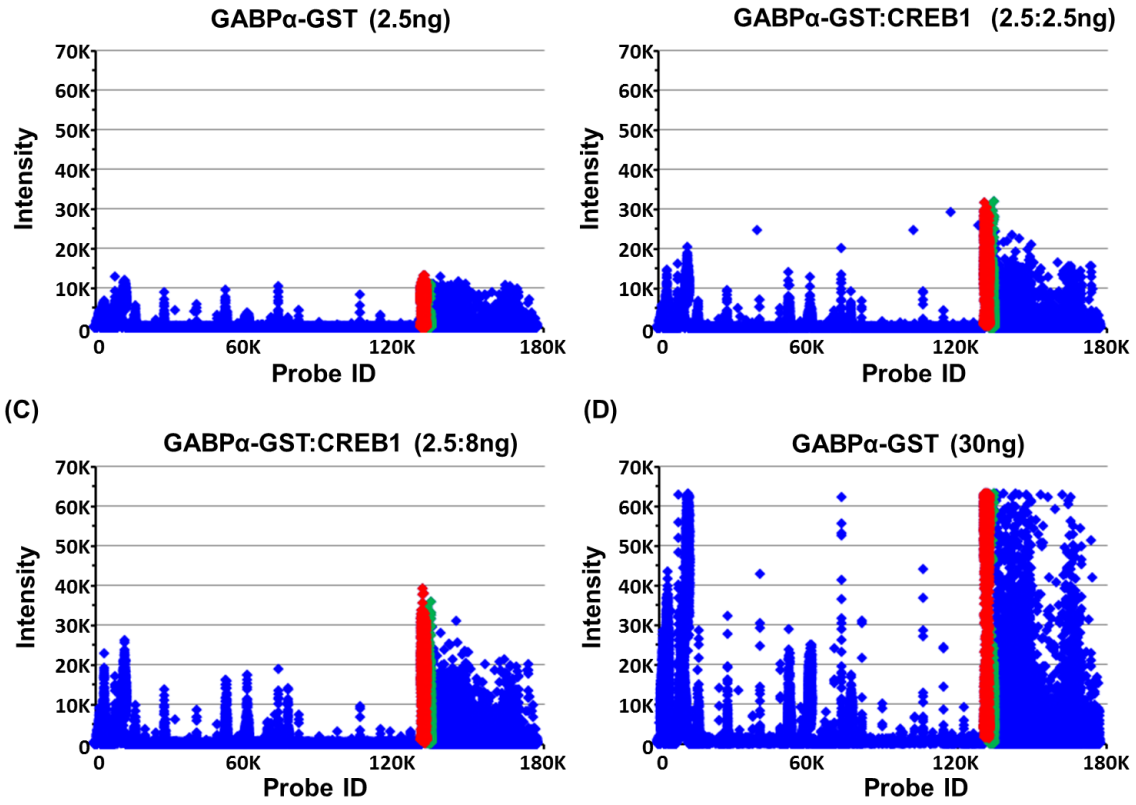 GABPα-GST (2.5ng)
70K
60K
50K
40K
30K
20K
10K
0
Intensity
0 60K 120K 180K
Probe ID
GABPα-GST:CREB1 (2.5:2.5ng)
70K
60K
50K
40K
30K
20K
10K
0
Intensity
0 60K 120K 180K
Probe ID
(C)
GABPα-GST:CREB1 (2.5:8ng)
70K
60K
50K
40K
30K
20K
10K
0
Intensity
0 60K 120K 180K
Probe ID
(D)
GABPα-GST (30ng)
70K
60K
50K
40K
30K
20K
10K
0
Intensity
0 60K 120K 180K
Probe ID